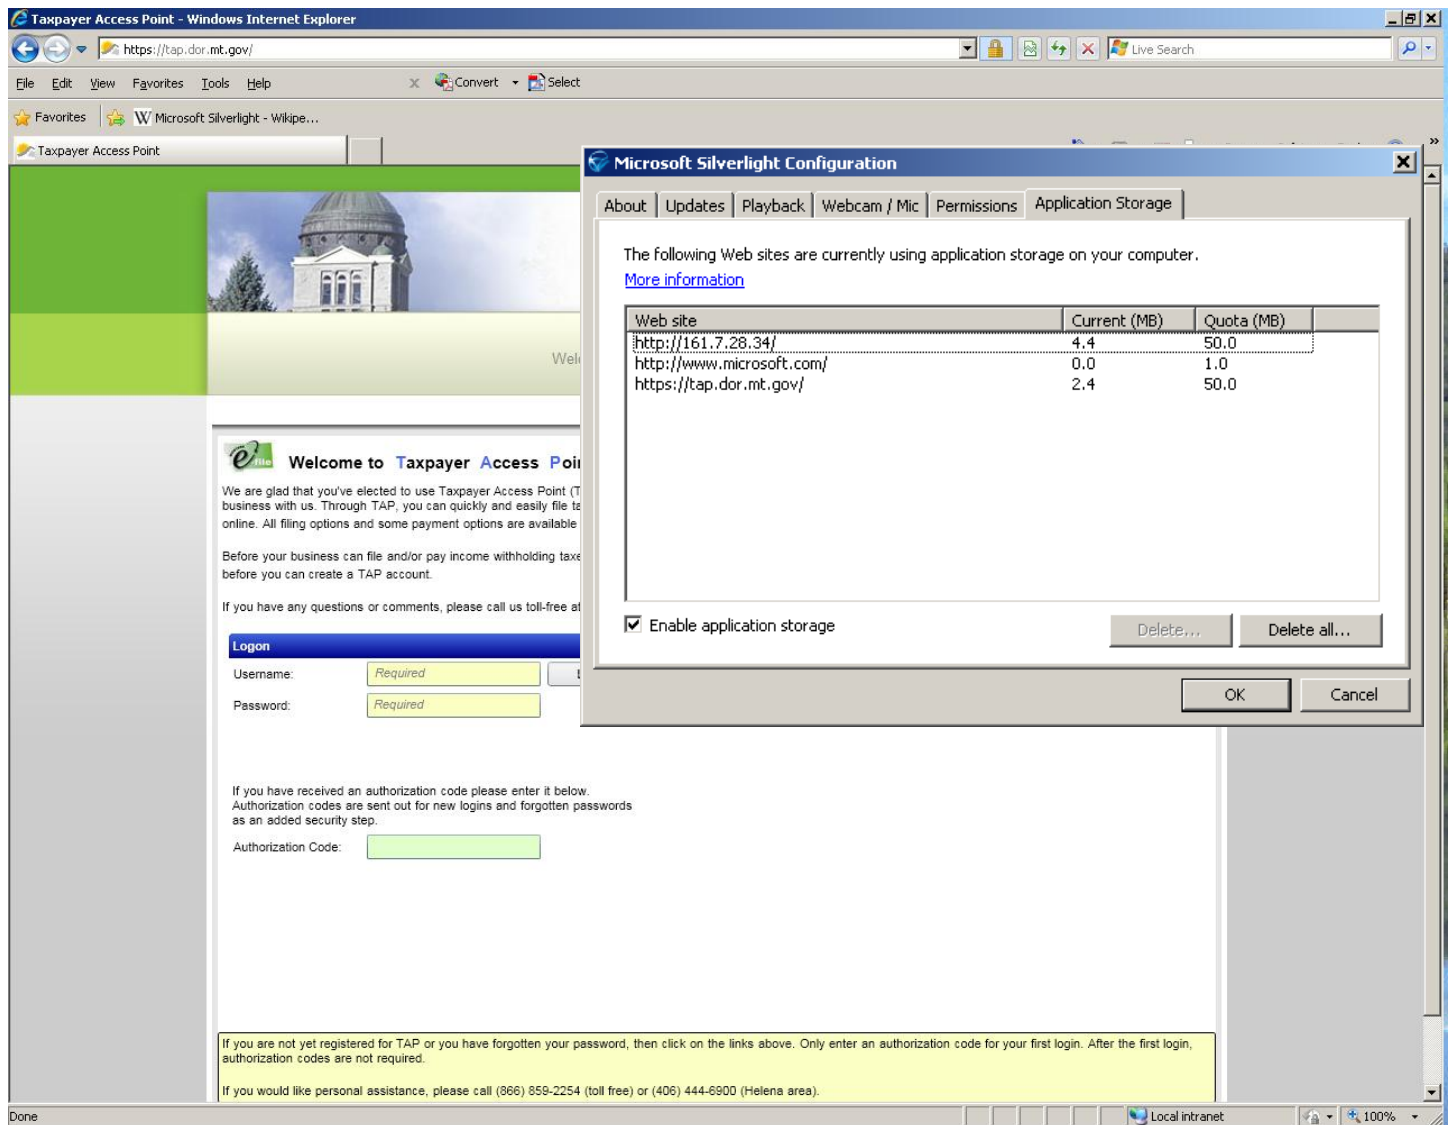 Taxpayer Access Point - Windows Internet Explorer
https://tap.dor.mt.gov/
Live Search
File Edit View Favorites Tools Help
x Convert Select
Favorites
W Microsoft Silverlight - Wikipe...
Taxpayer Access Point
Microsoft Silverlight Configuration
About Updates Playback Webcam / Mic Permissions Application Storage
The following Web sites are currently using application storage on your computer.
More information
Web site Current (MB) Quota (MB)
http://161.7.28.34/ 4.4 50.0
http://www.microsoft.com/ 0.0 1.0
https://tap.dor.mt.gov/ 2.4 50.0
Enable application storage
Delete... Delete all...
OK Cancel
e file
Welcome to Taxpayer Access
We are glad that you've elected to use Taxpayer Access Point
business with us. Through TAP, you can quickly and easily file
online. All filing options and some payment options are available
Before your business can file and/or pay income withholding
before you can create a TAP account.
If you have any questions or comments, please call us toll-free
Logon
Username: Required
Password: Required
If you have received an authorization code please enter it below.
Authorization codes are sent out for new logins and forgotten passwords
as an added security step.
Authorization Code:
If you are not yet registered for TAP or you have forgotten your password, then click on the links above. Only enter an authorization code for your first login. After the first login,
authorization codes are not required.
If you would like personal assistance, please call (866) 859-2254 (toll free) or (406) 444-6900 (Helena area).
Done
Local intranet
100%